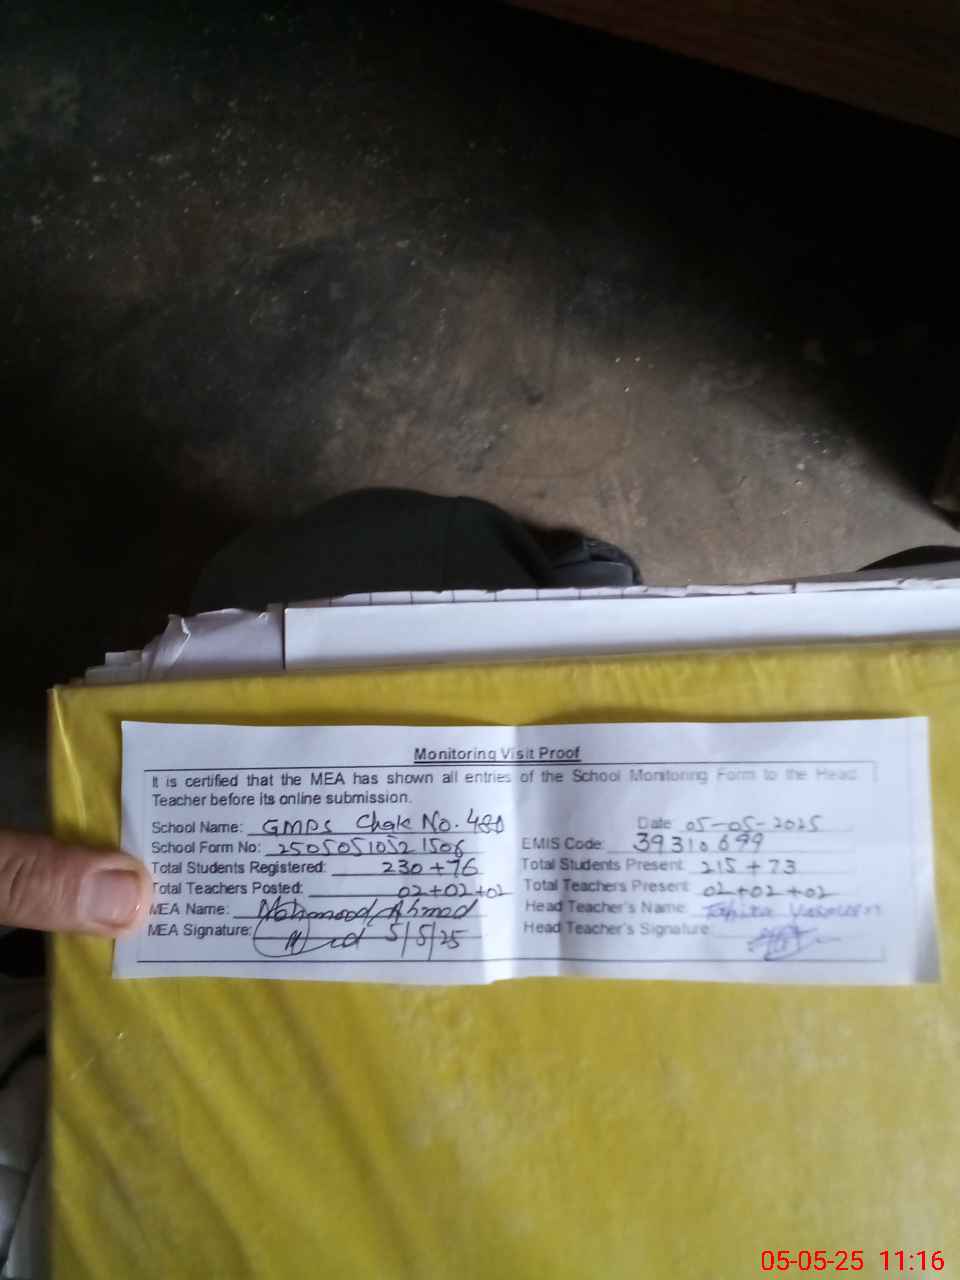 Monitoring Visit Proof
It is certified that the MEA has shown all entries of the School Monitoring Form to the Head
Teacher before its online submission.
School Name: GMPS Chak No. 480 Date 05-05-2025
School Form No: 25050510521506 EMIS Code: 39310699
Total Students Registered: 230+76 Total Students Present: 215+73
Total Teachers Posted: 02+02+02 Total Teachers Present: 02+02+02
MEA Name: Mahmood Ahmed Head Teacher's Name:
MEA Signature: 5/5/25 Head Teacher's Signature:
05-05-25 11:16